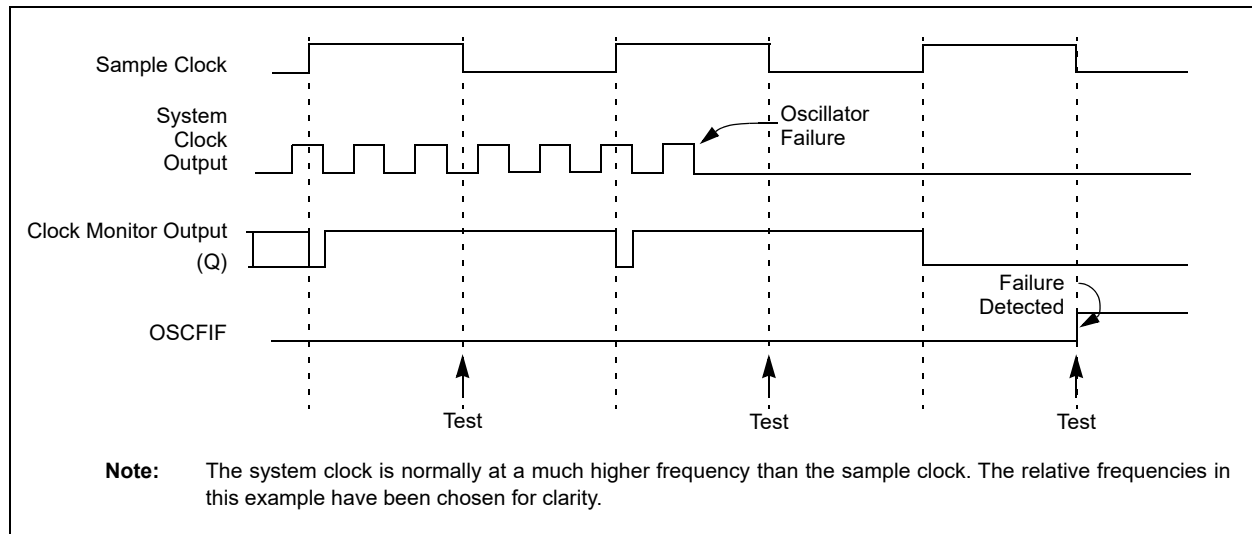 Sample Clock
System
Clock
Output
Oscillator
Failure
Clock Monitor Output
(Q)
Failure
Detected
OSCFIF
Test
Test
Test
Note: The system clock is normally at a much higher frequency than the sample clock. The relative frequencies in
this example have been chosen for clarity.